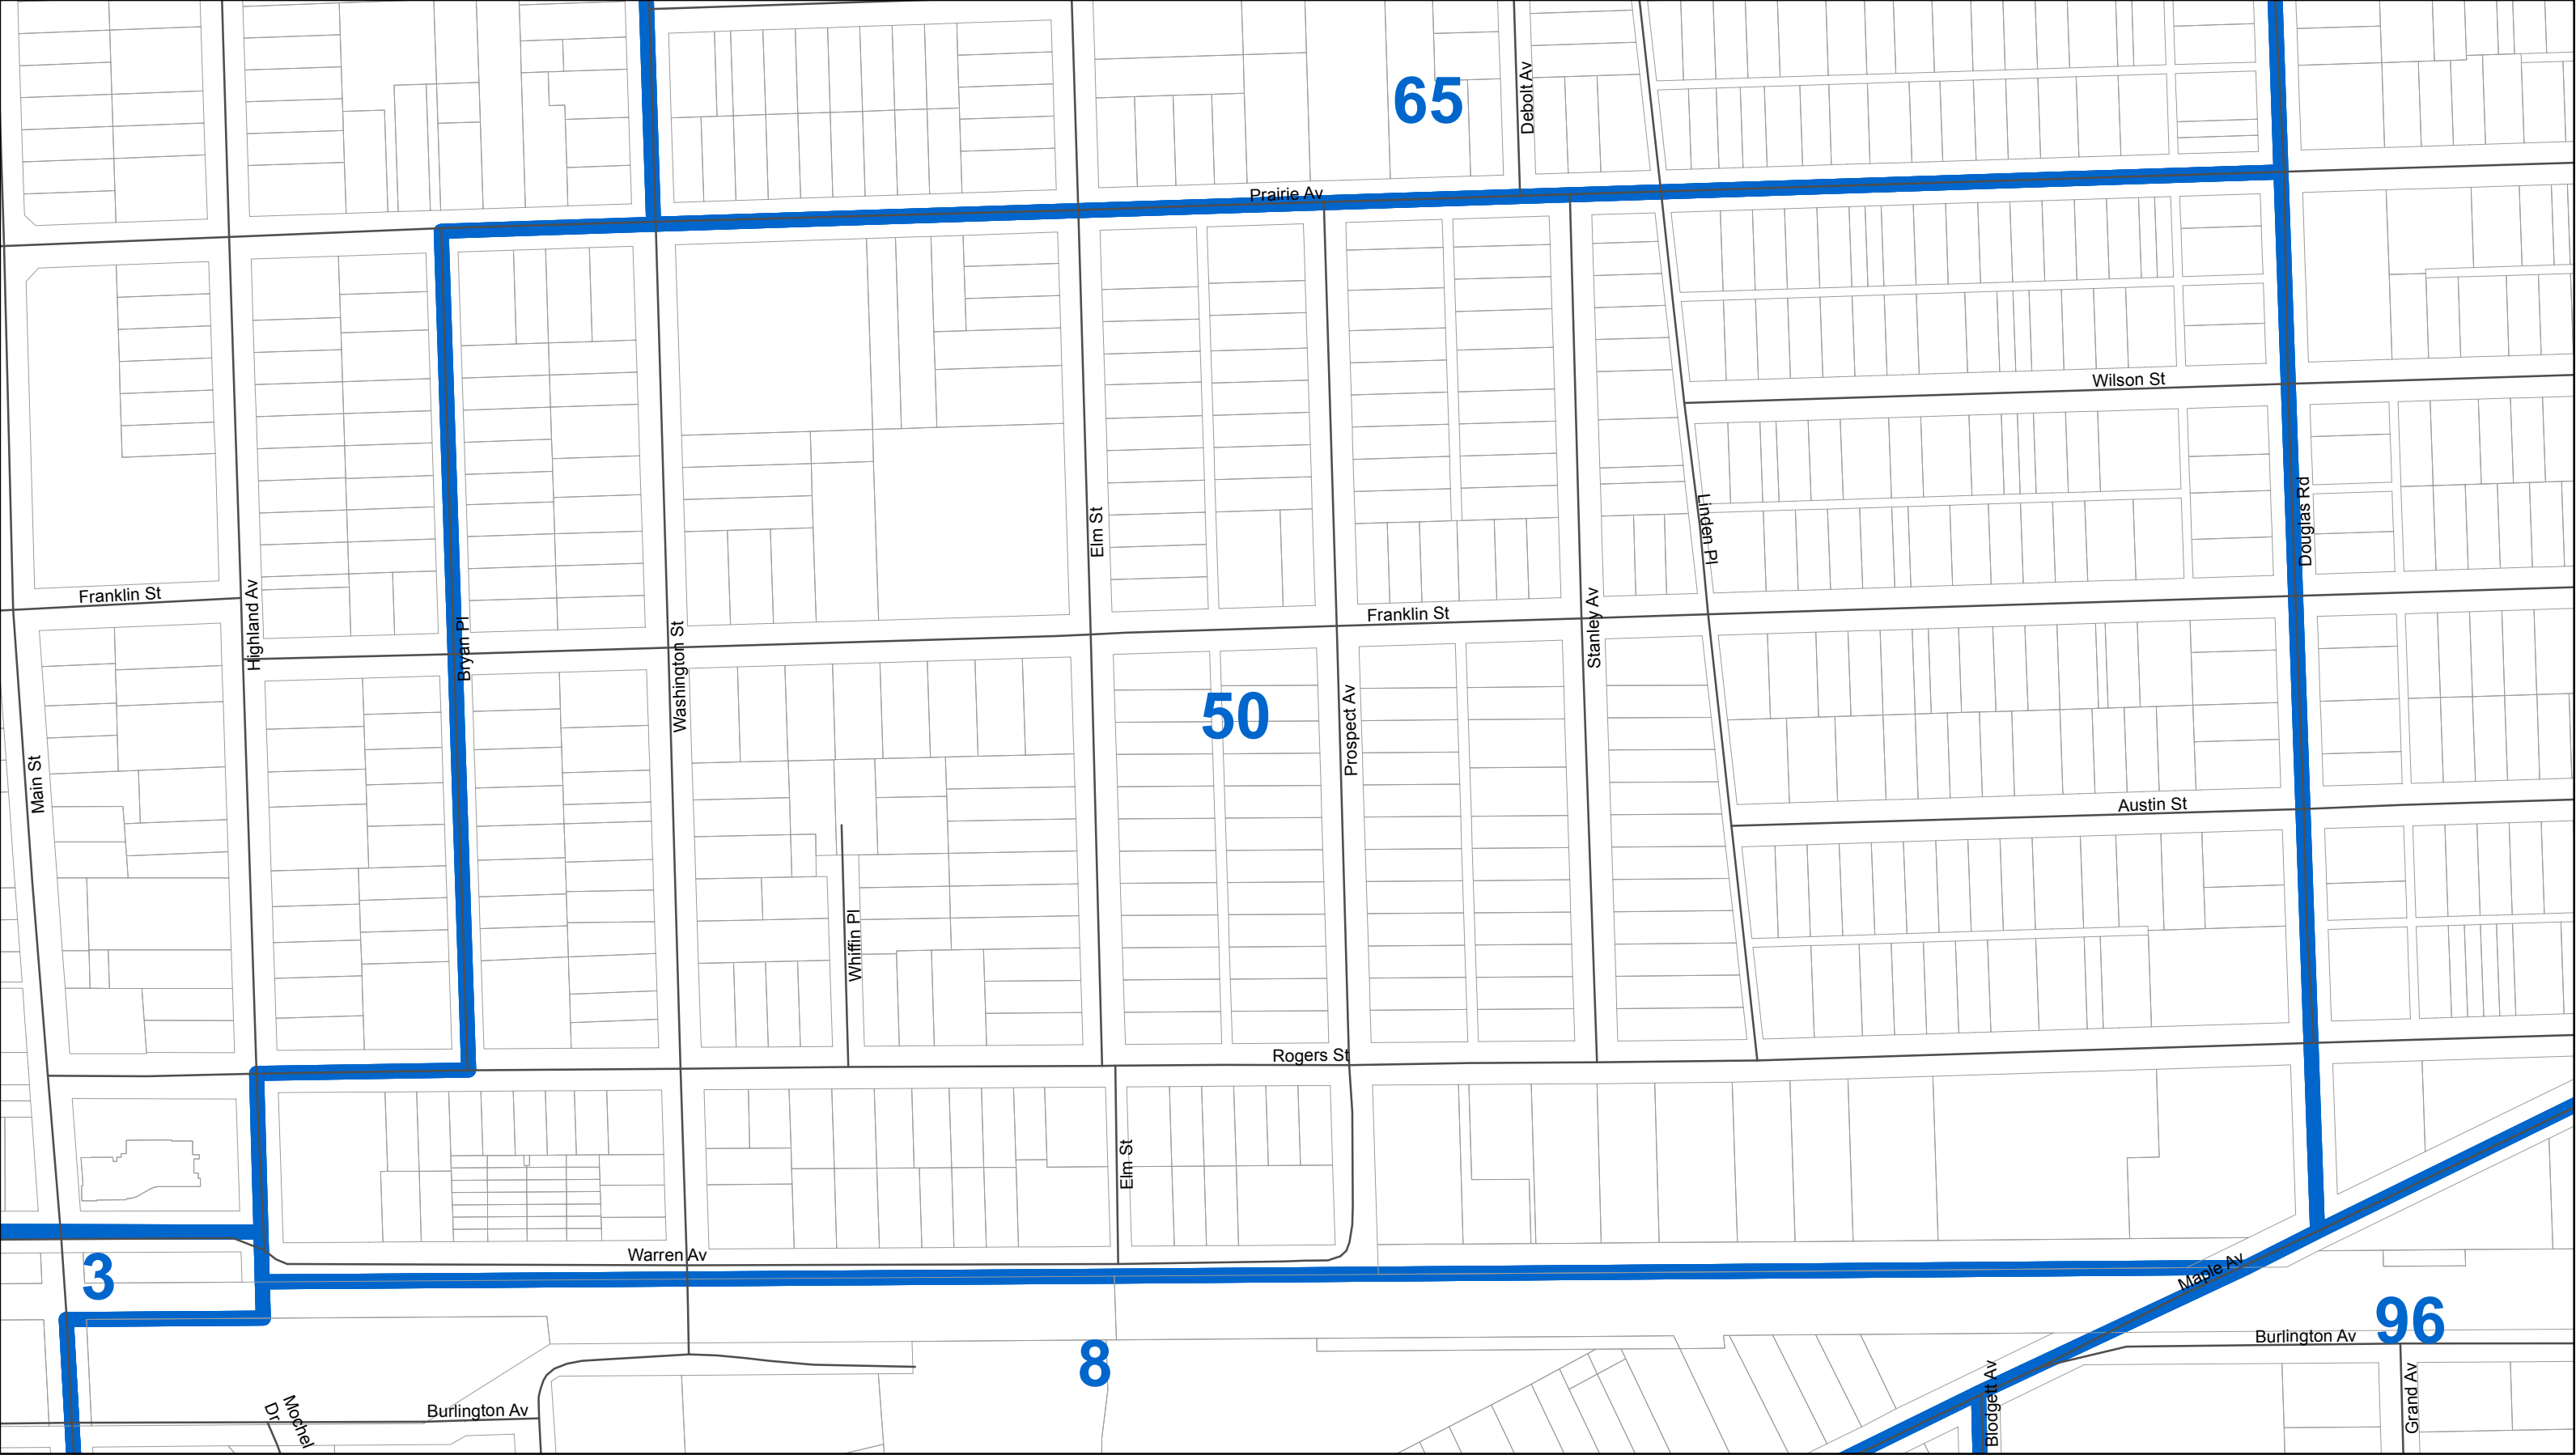 65
Debolt Av
Prairie Av
Wilson St
Linden Pl
Douglas Rd
Elm St
Franklin St
Highland Av
Bryan Pl
Washington St
Franklin St
Stanley Av
50
Prospect Av
Main St
Austin St
Whiffin Pl
Rogers St
Elm St
Warren Av
3
Maple Av
96
Burlington Av
8
Blodgett Av
Grand Av
Mochel
Dr
Burlington Av